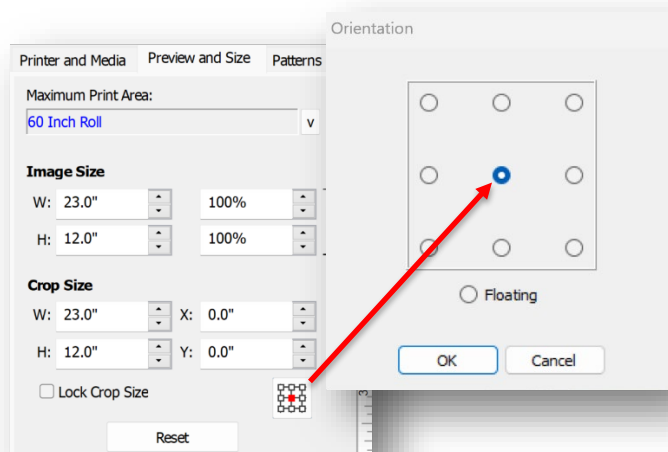 Orientation
Printer and Media Preview and Size Patterns
Maximum Print Area:
60 Inch Roll v
Image Size
W: 23.0" 100%
H: 12.0" 100%
Crop Size
W: 23.0" X: 0.0"
H: 12.0" Y: 0.0"
Lock Crop Size
Reset
Floating
OK Cancel